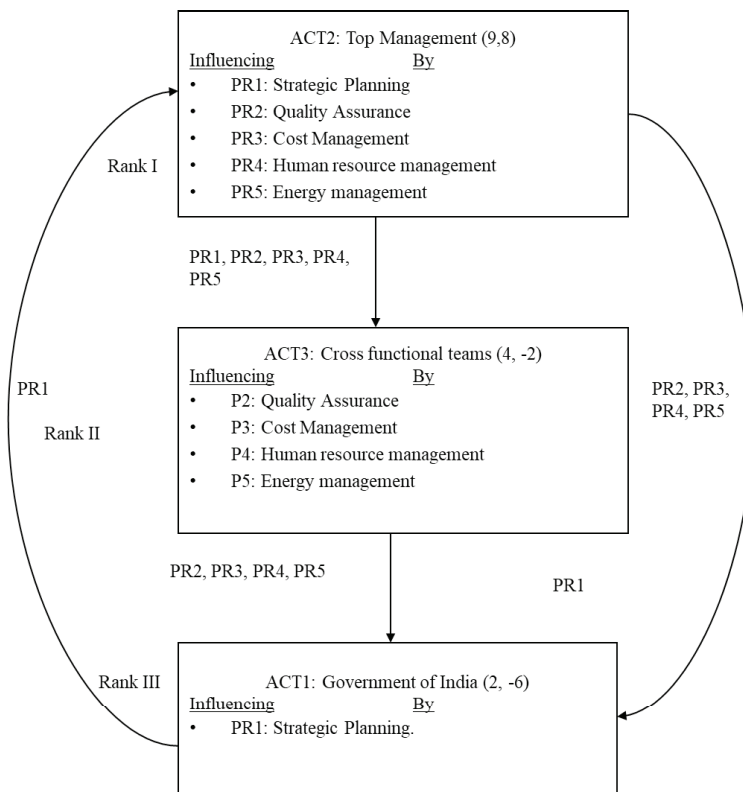 ACT2: Top Management (9,8)
Influencing By
• PR1: Strategic Planning
• PR2: Quality Assurance
• PR3: Cost Management
• PR4: Human resource management
• PR5: Energy management
Rank I
PR1, PR2, PR3, PR4,
PR5
ACT3: Cross functional teams (4, -2)
Influencing By
• P2: Quality Assurance
• P3: Cost Management
• P4: Human resource management
• P5: Energy management
PR1
Rank II
PR2, PR3,
PR4, PR5
PR2, PR3, PR4, PR5
PR1
Rank III
ACT1: Government of India (2, -6)
Influencing By
• PR1: Strategic Planning.